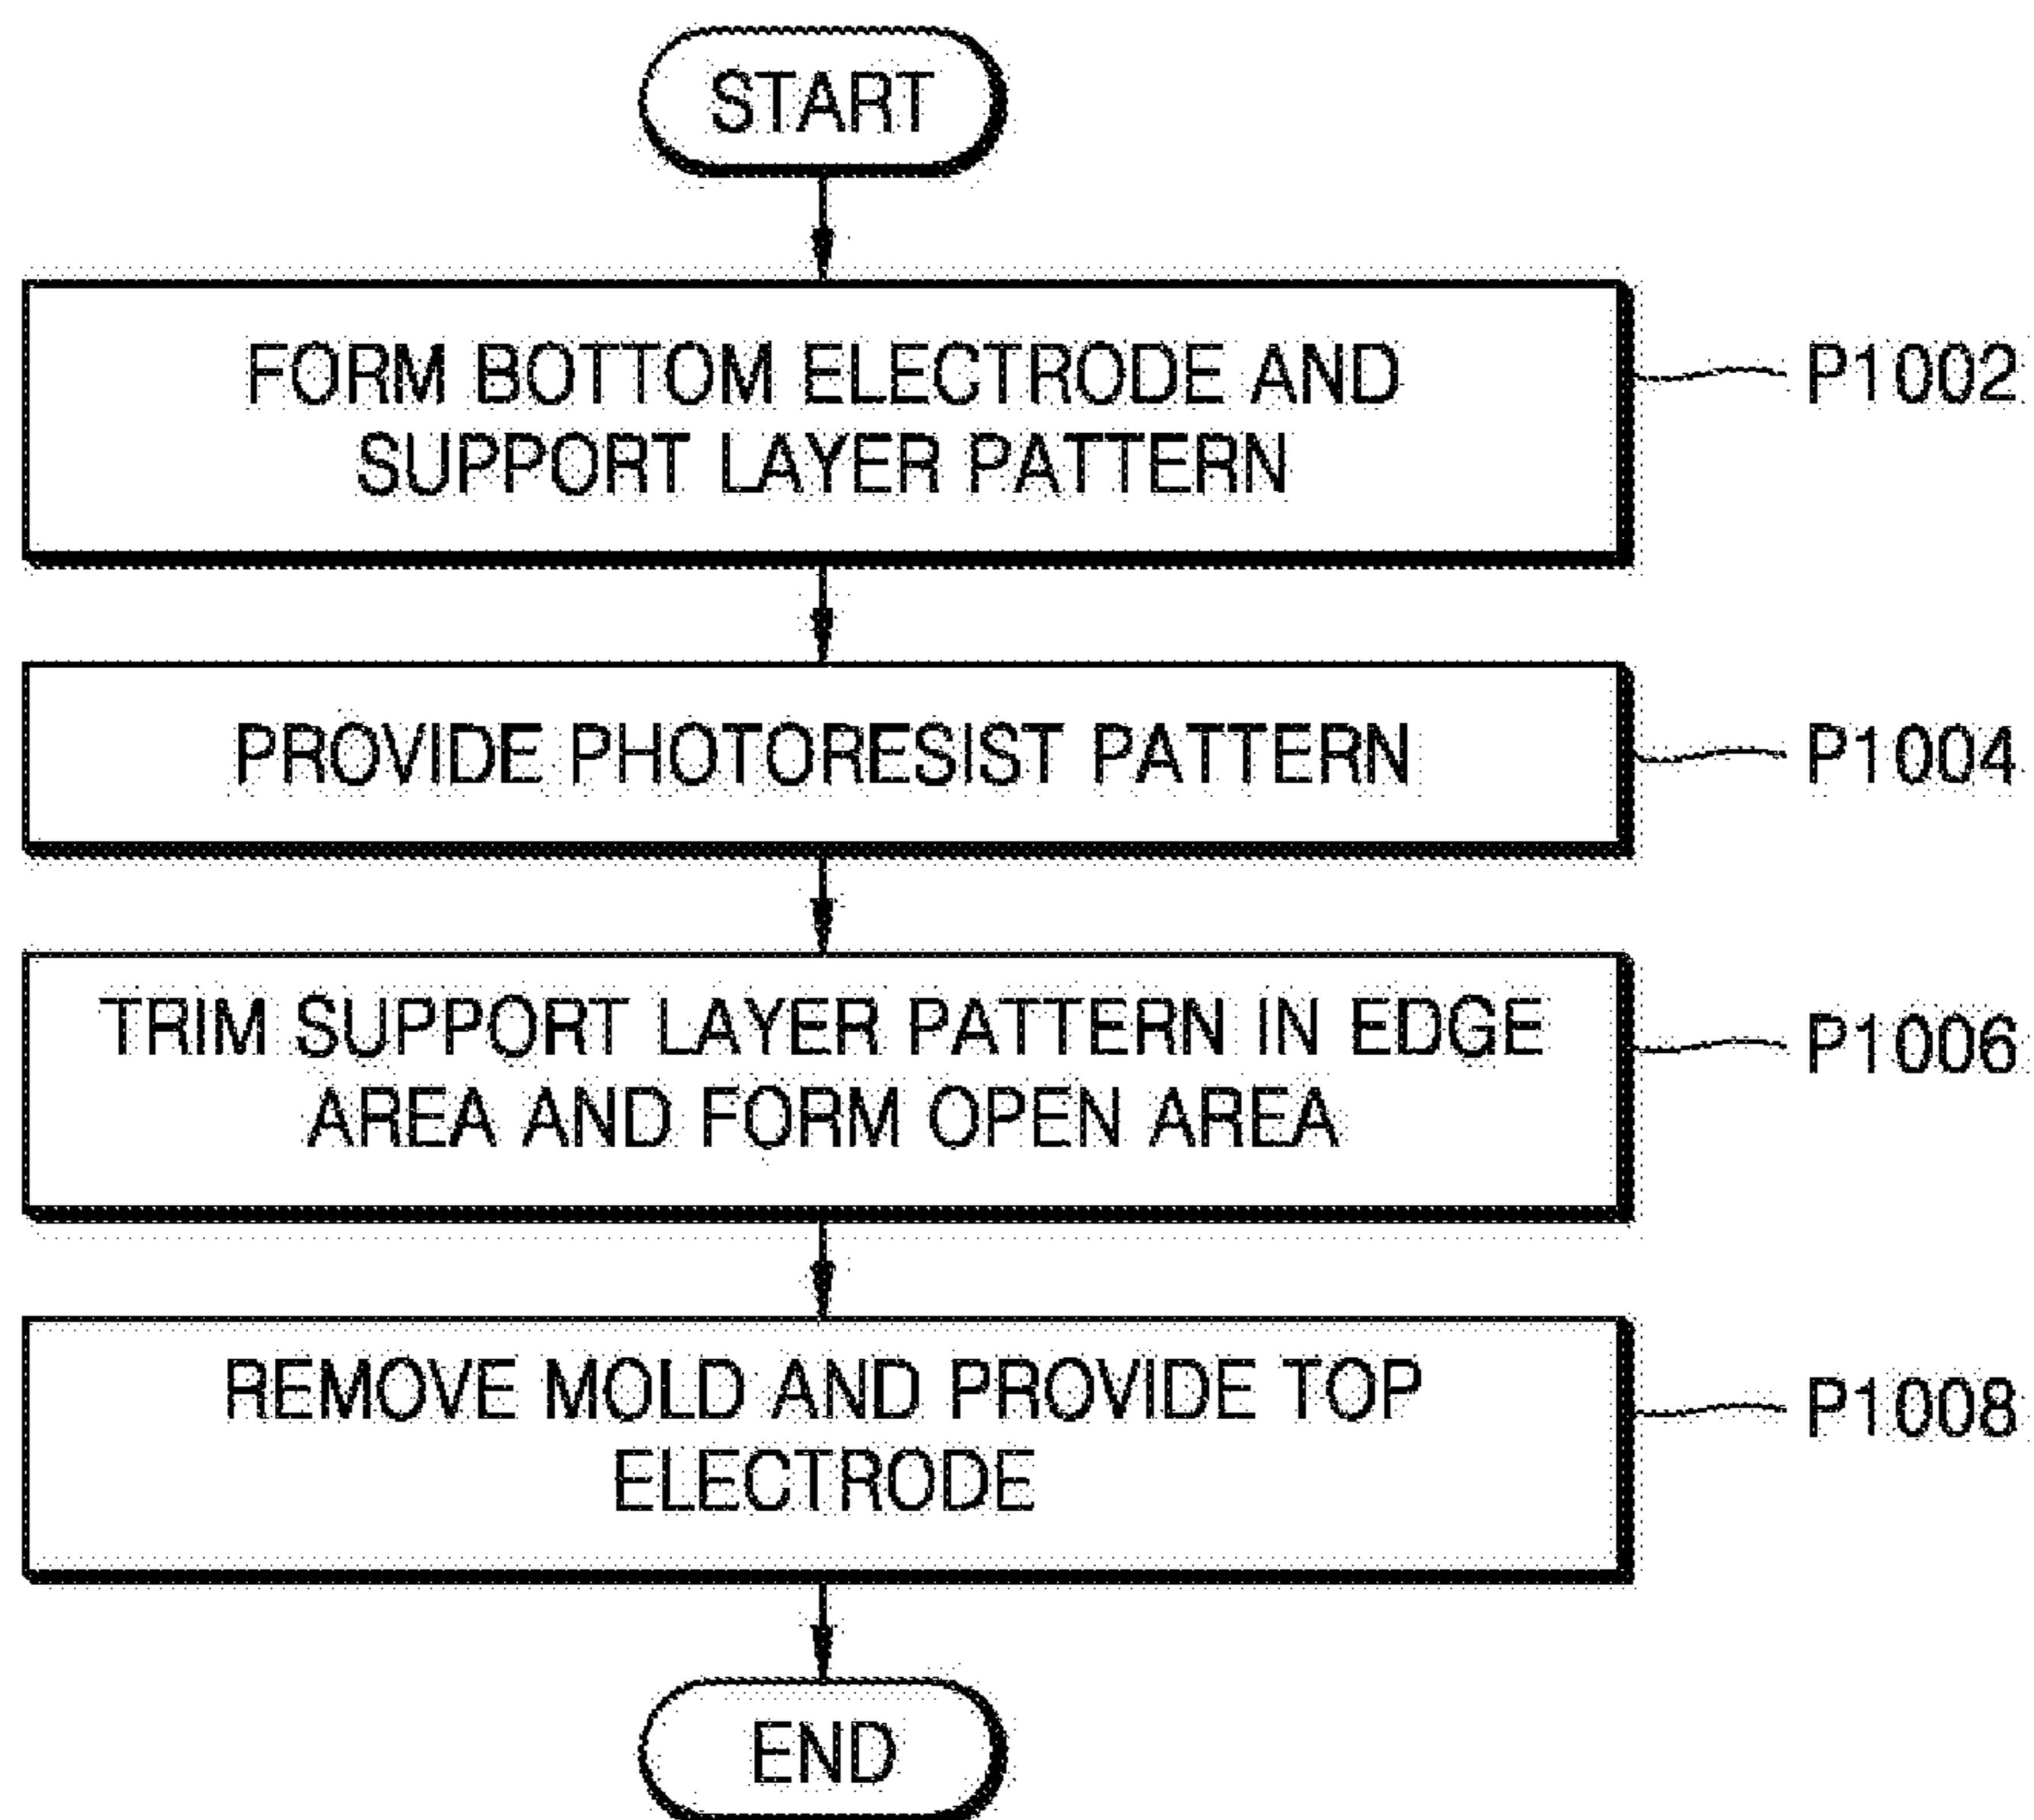 START
FORM BOTTOM ELECTRODE AND
SUPPORT LAYER PATTERN
P1002
PROVIDE PHOTORESIST PATTERN
P1004
TRIM SUPPORT LAYER PATTERN IN EDGE
AREA AND FORM OPEN AREA
P1006
REMOVE MOLD AND PROVIDE TOP
ELECTRODE
P1008
END